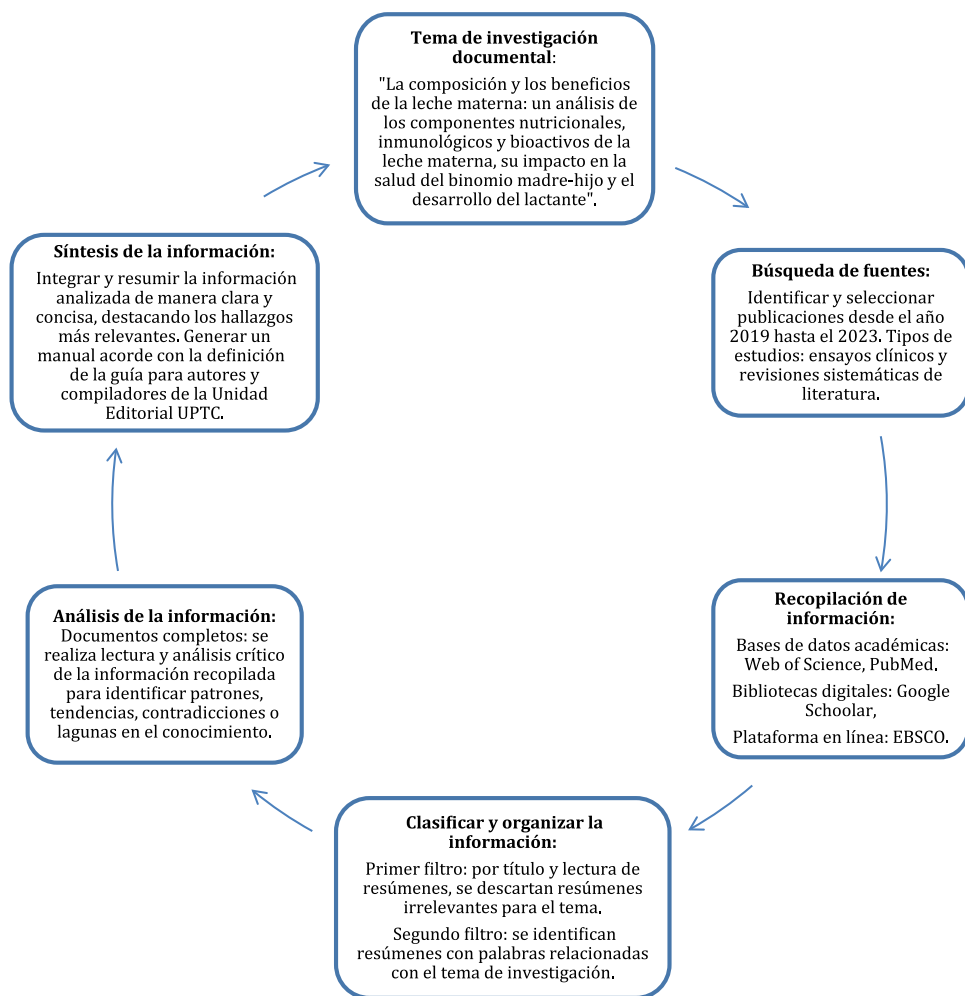 Tema de investigación
documental:
"La composición y los beneficios
de la leche materna: un análisis de
los componentes nutricionales,
inmunológicos y bioactivos de la
leche materna, su impacto en la
salud del binomio madre-hijo y el
desarrollo del lactante".
Búsqueda de fuentes:
Identificar y seleccionar
publicaciones desde el año
2019 hasta el 2023. Tipos de
estudios: ensayos clínicos y
revisiones sistemáticas de
literatura.
Recopilación de
información:
Bases de datos académicas:
Web of Science, PubMed.
Bibliotecas digitales: Google
Schoolar,
Plataforma en línea: EBSCO.
Clasificar y organizar la
información:
Primer filtro: por título y lectura de
resúmenes, se descartan resúmenes
irrelevantes para el tema.
Segundo filtro: se identifican
resúmenes con palabras relacionadas
con el tema de investigación.
Análisis de la información:
Documentos completos: se
realiza lectura y análisis crítico
de la información recopilada
para identificar patrones,
tendencias, contradicciones o
lagunas en el conocimiento.
Síntesis de la información:
Integrar y resumir la información
analizada de manera clara y
concisa, destacando los hallazgos
más relevantes. Generar un
manual acorde con la definición
de la guía para autores y
compiladores de la Unidad
Editorial UPTC.